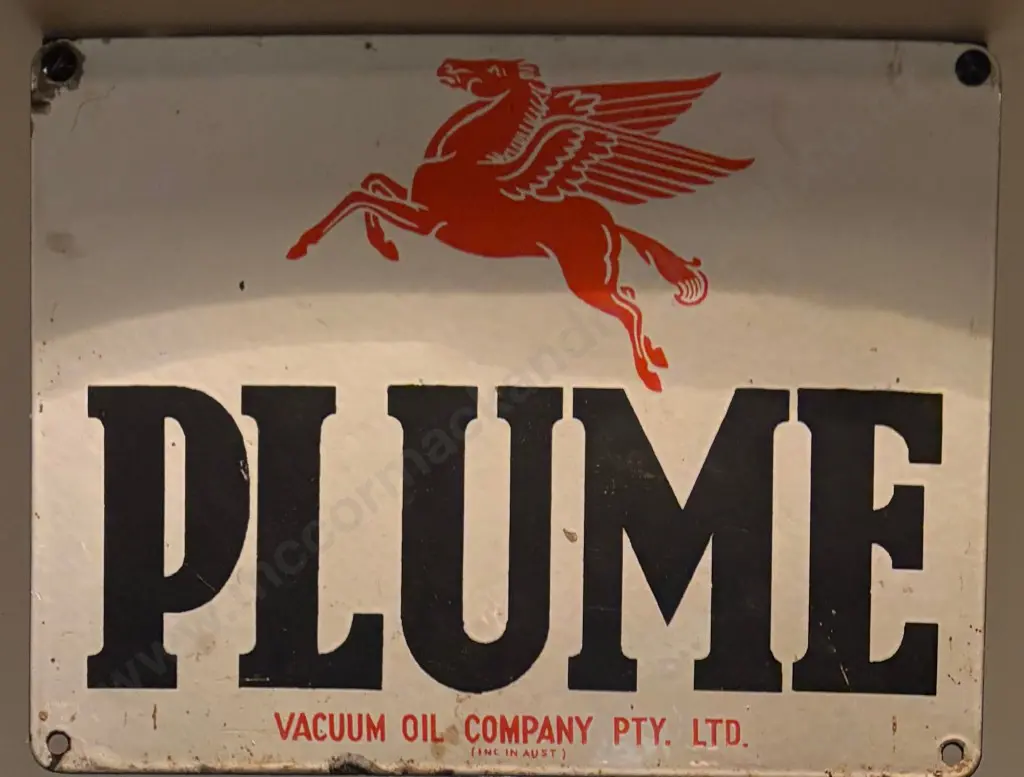 PLUME
VACUUM OIL COMPANY PTY. LTD.
(INC IN AUST)